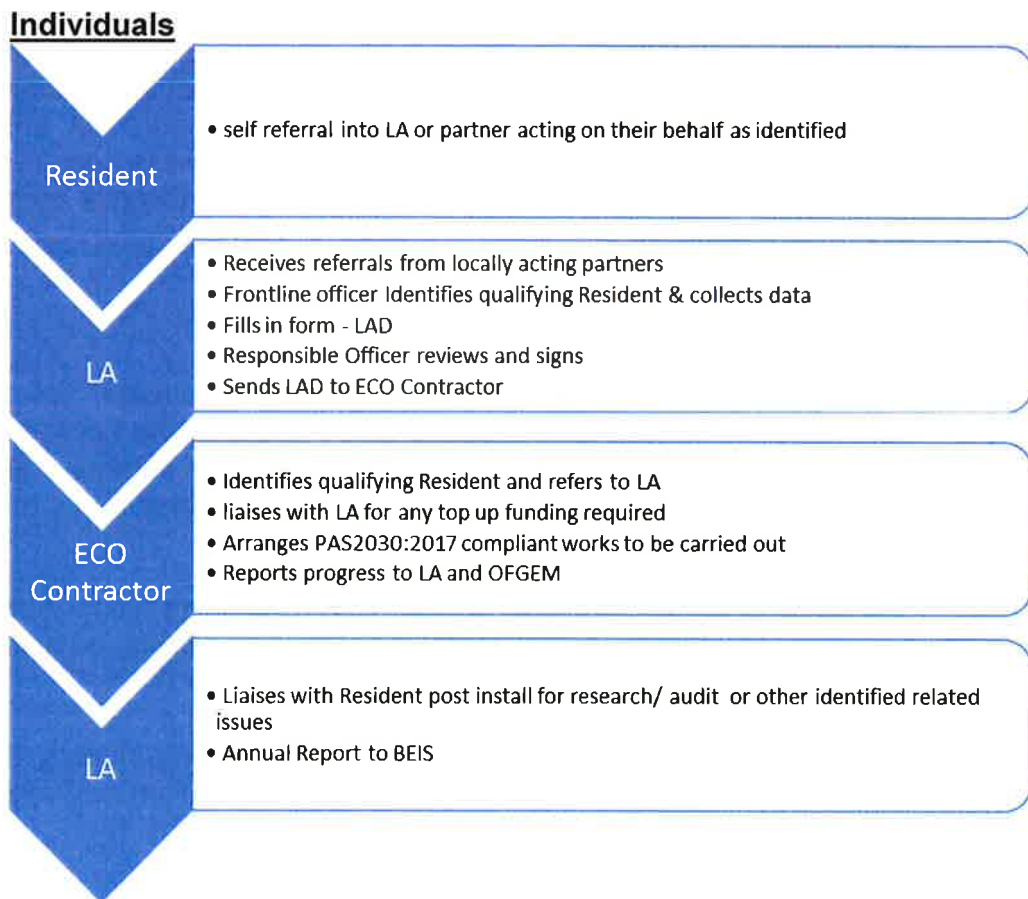 Individuals
Resident
• self referral into LA or partner acting on their behalf as identified
LA
• Receives referrals from locally acting partners
• Frontline officer Identifies qualifying Resident & collects data
• Fills in form - LAD
• Responsible Officer reviews and signs
• Sends LAD to ECO Contractor
ECO
Contractor
• Identifies qualifying Resident and refers to LA
• liaises with LA for any top up funding required
• Arranges PAS2030:2017 compliant works to be carried out
• Reports progress to LA and OFGEM
LA
• Liaises with Resident post install for research/ audit or other identified related
issues
• Annual Report to BEIS